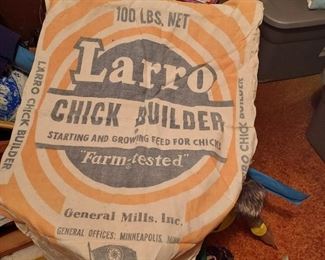 100 LBS. NET
Larro
CHICK BUILDER
STARTING AND GROWING FEED FOR CHICKS
"Farm-tested"
General Mills, Inc.
GENERAL OFFICES: MINNEAPOLIS, MINN.
LARRO CHICK BUILDER
LARRO CHICK BUILDER